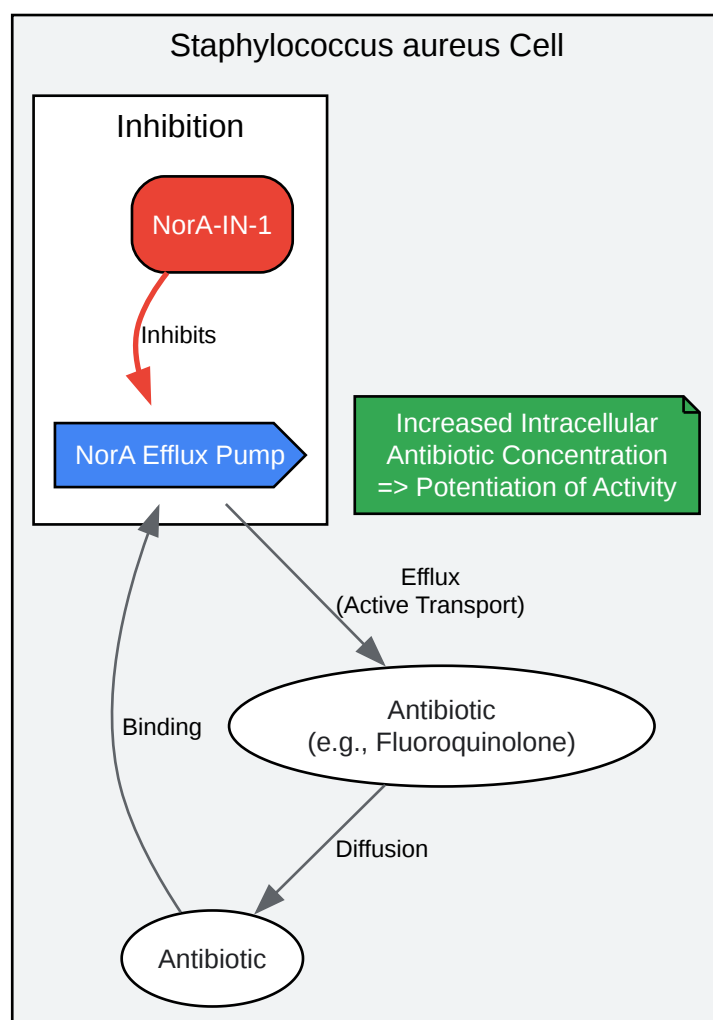 Staphylococcus aureus Cell
Inhibition
NorA-IN-1
Inhibits
NorA Efflux Pump
Increased Intracellular
Antibiotic Concentration
=> Potentiation of Activity
Efflux
(Active Transport)
Antibiotic
(e.g., Fluoroquinolone)
Binding
Diffusion
Antibiotic